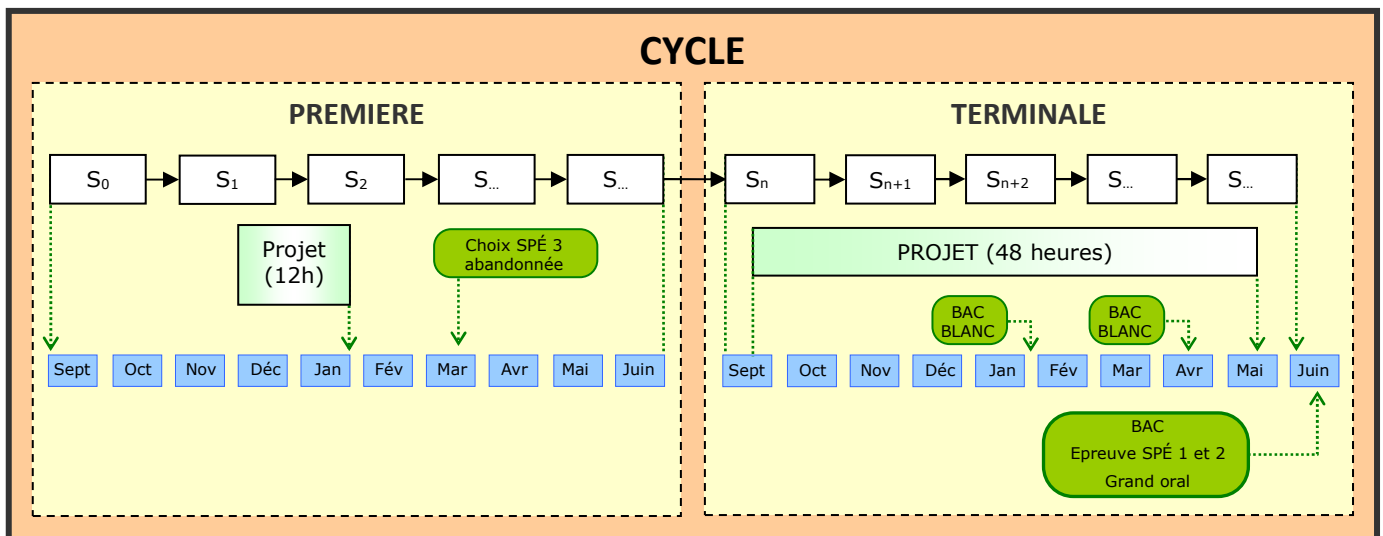 CYCLE
PREMIERE
S0
S1
S2
S...
S...
Projet
(12h)
Choix SPÉ 3
abandonnée
Sept
Oct
Nov
Déc
Jan
Fév
Mar
Avr
Mai
Juin
TERMINALE
Sn
Sn+1
Sn+2
S...
S...
PROJET (48 heures)
BAC
BLANC
BAC
BLANC
Sept
Oct
Nov
Déc
Jan
Fév
Mar
Avr
Mai
Juin
BAC
Epreuve SPÉ 1 et 2
Grand oral